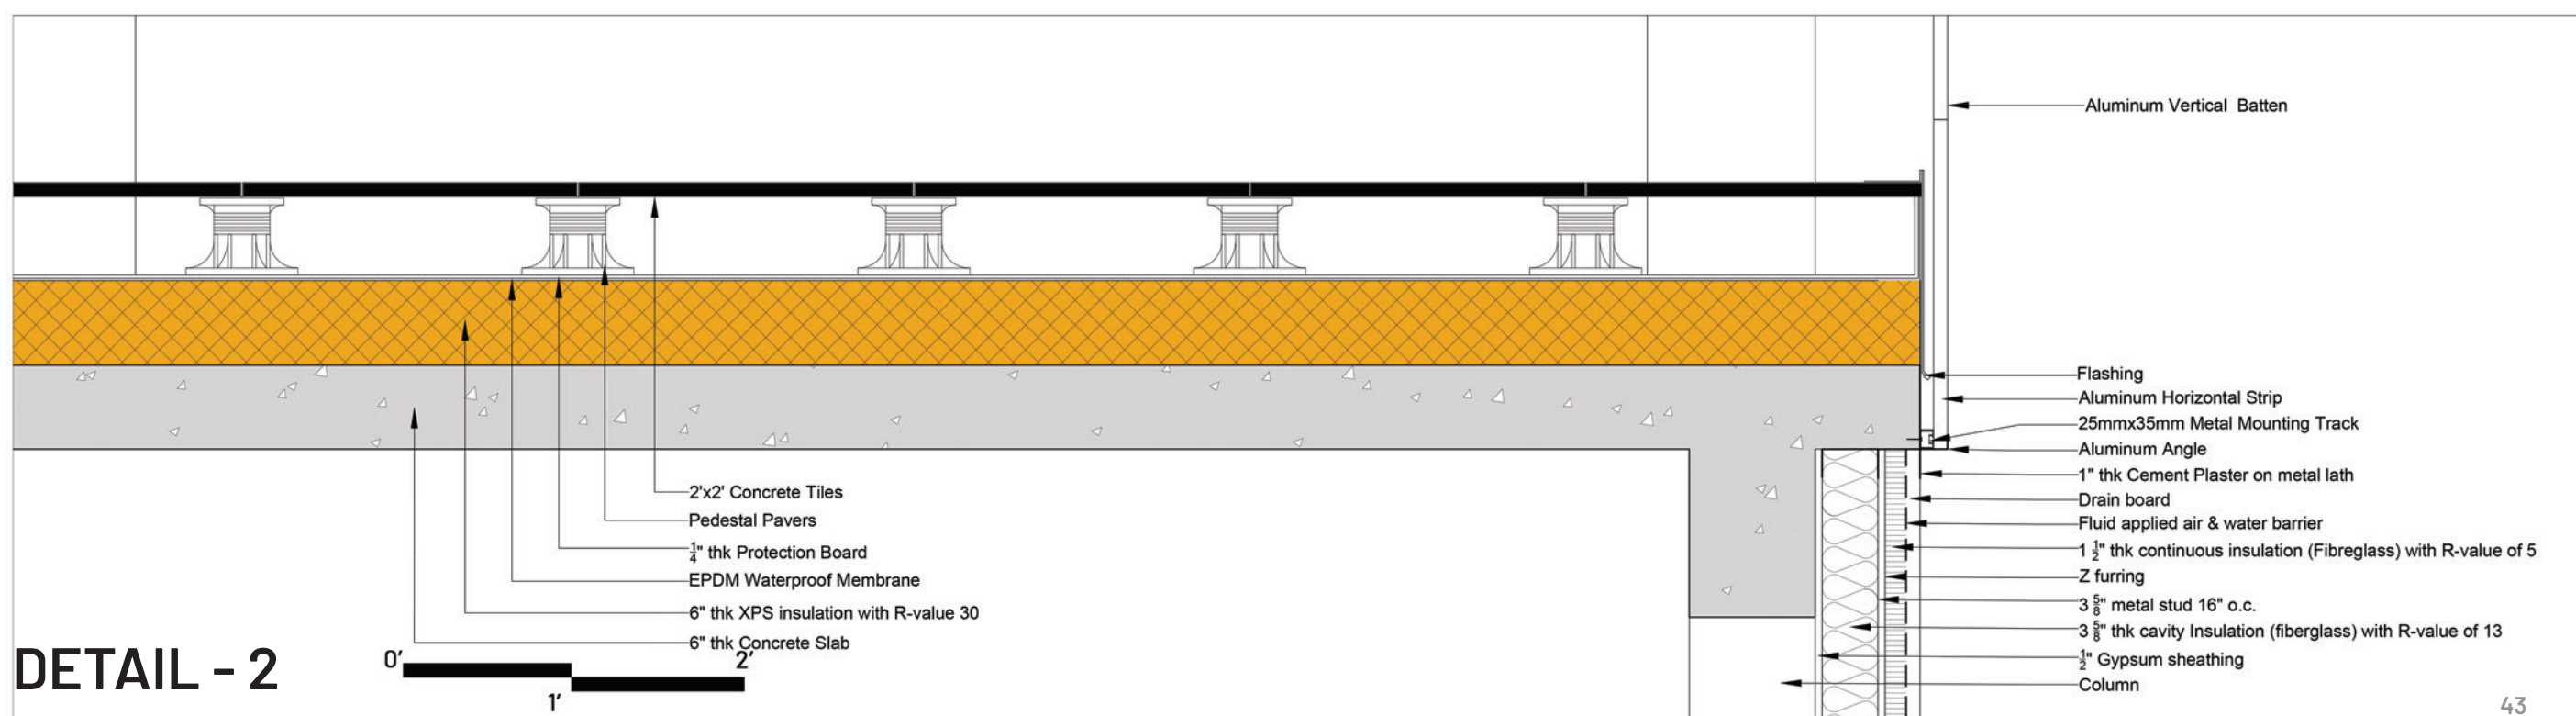 Aluminum Vertical Batten
Flashing
Aluminum Horizontal Strip
25mmx35mm Metal Mounting Track
Aluminum Angle
1" thk Cement Plaster on metal lath
Drain board
Fluid applied air & water barrier
1 1/2" thk continuous insulation (Fibreglass) with R-value of 5
Z furring
3 5/8" metal stud 16" o.c.
3 5/8" thk cavity Insulation (fiberglass) with R-value of 13
1/2" Gypsum sheathing
Column
2'x2' Concrete Tiles
Pedestal Pavers
1/4" thk Protection Board
EPDM Waterproof Membrane
6" thk XPS insulation with R-value 30
6" thk Concrete Slab
DETAIL - 2
0' 2'
1'
43